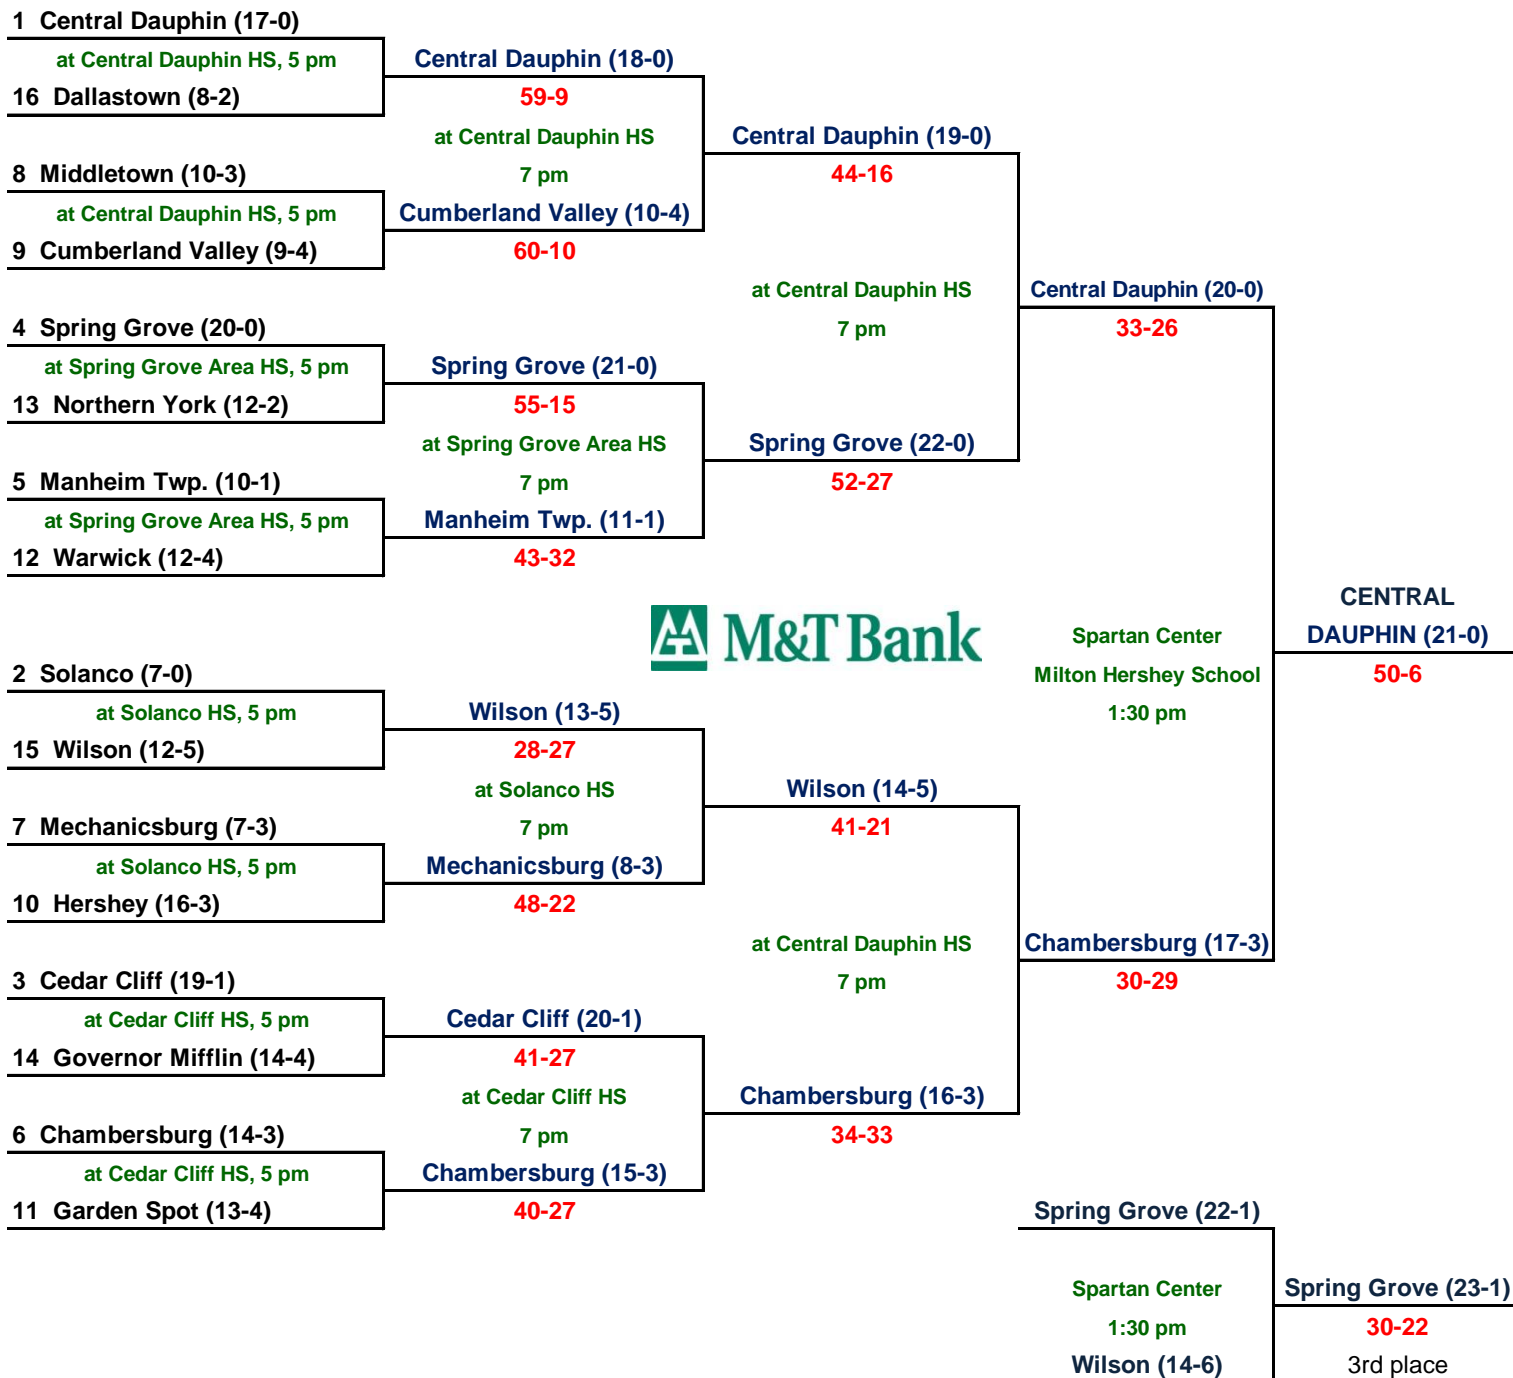 1 Central Dauphin (17-0)
at Central Dauphin HS, 5 pm
16 Dallastown (8-2)
8 Middletown (10-3)
at Central Dauphin HS, 5 pm
9 Cumberland Valley (9-4)
4 Spring Grove (20-0)
at Spring Grove Area HS, 5 pm
13 Northern York (12-2)
5 Manheim Twp. (10-1)
at Spring Grove Area HS, 5 pm
12 Warwick (12-4)
2 Solanco (7-0)
at Solanco HS, 5 pm
15 Wilson (12-5)
7 Mechanicsburg (7-3)
at Solanco HS, 5 pm
10 Hershey (16-3)
3 Cedar Cliff (19-1)
at Cedar Cliff HS, 5 pm
14 Governor Mifflin (14-4)
6 Chambersburg (14-3)
at Cedar Cliff HS, 5 pm
11 Garden Spot (13-4)
Central Dauphin (18-0)
59-9
at Central Dauphin HS
7 pm
Cumberland Valley (10-4)
60-10
Spring Grove (21-0)
55-15
at Spring Grove Area HS
7 pm
Manheim Twp. (11-1)
43-32
Wilson (13-5)
28-27
at Solanco HS
7 pm
Mechanicsburg (8-3)
48-22
Cedar Cliff (20-1)
41-27
at Cedar Cliff HS
7 pm
Chambersburg (15-3)
40-27
Central Dauphin (19-0)
44-16
at Central Dauphin HS
7 pm
Spring Grove (22-0)
52-27
M&T Bank
Wilson (14-5)
41-21
at Central Dauphin HS
7 pm
Chambersburg (16-3)
34-33
Central Dauphin (20-0)
33-26
Spartan Center
Milton Hershey School
1:30 pm
Chambersburg (17-3)
30-29
CENTRAL
DAUPHIN (21-0)
50-6
Spring Grove (22-1)
Spartan Center
1:30 pm
Wilson (14-6)
Spring Grove (23-1)
30-22
3rd place